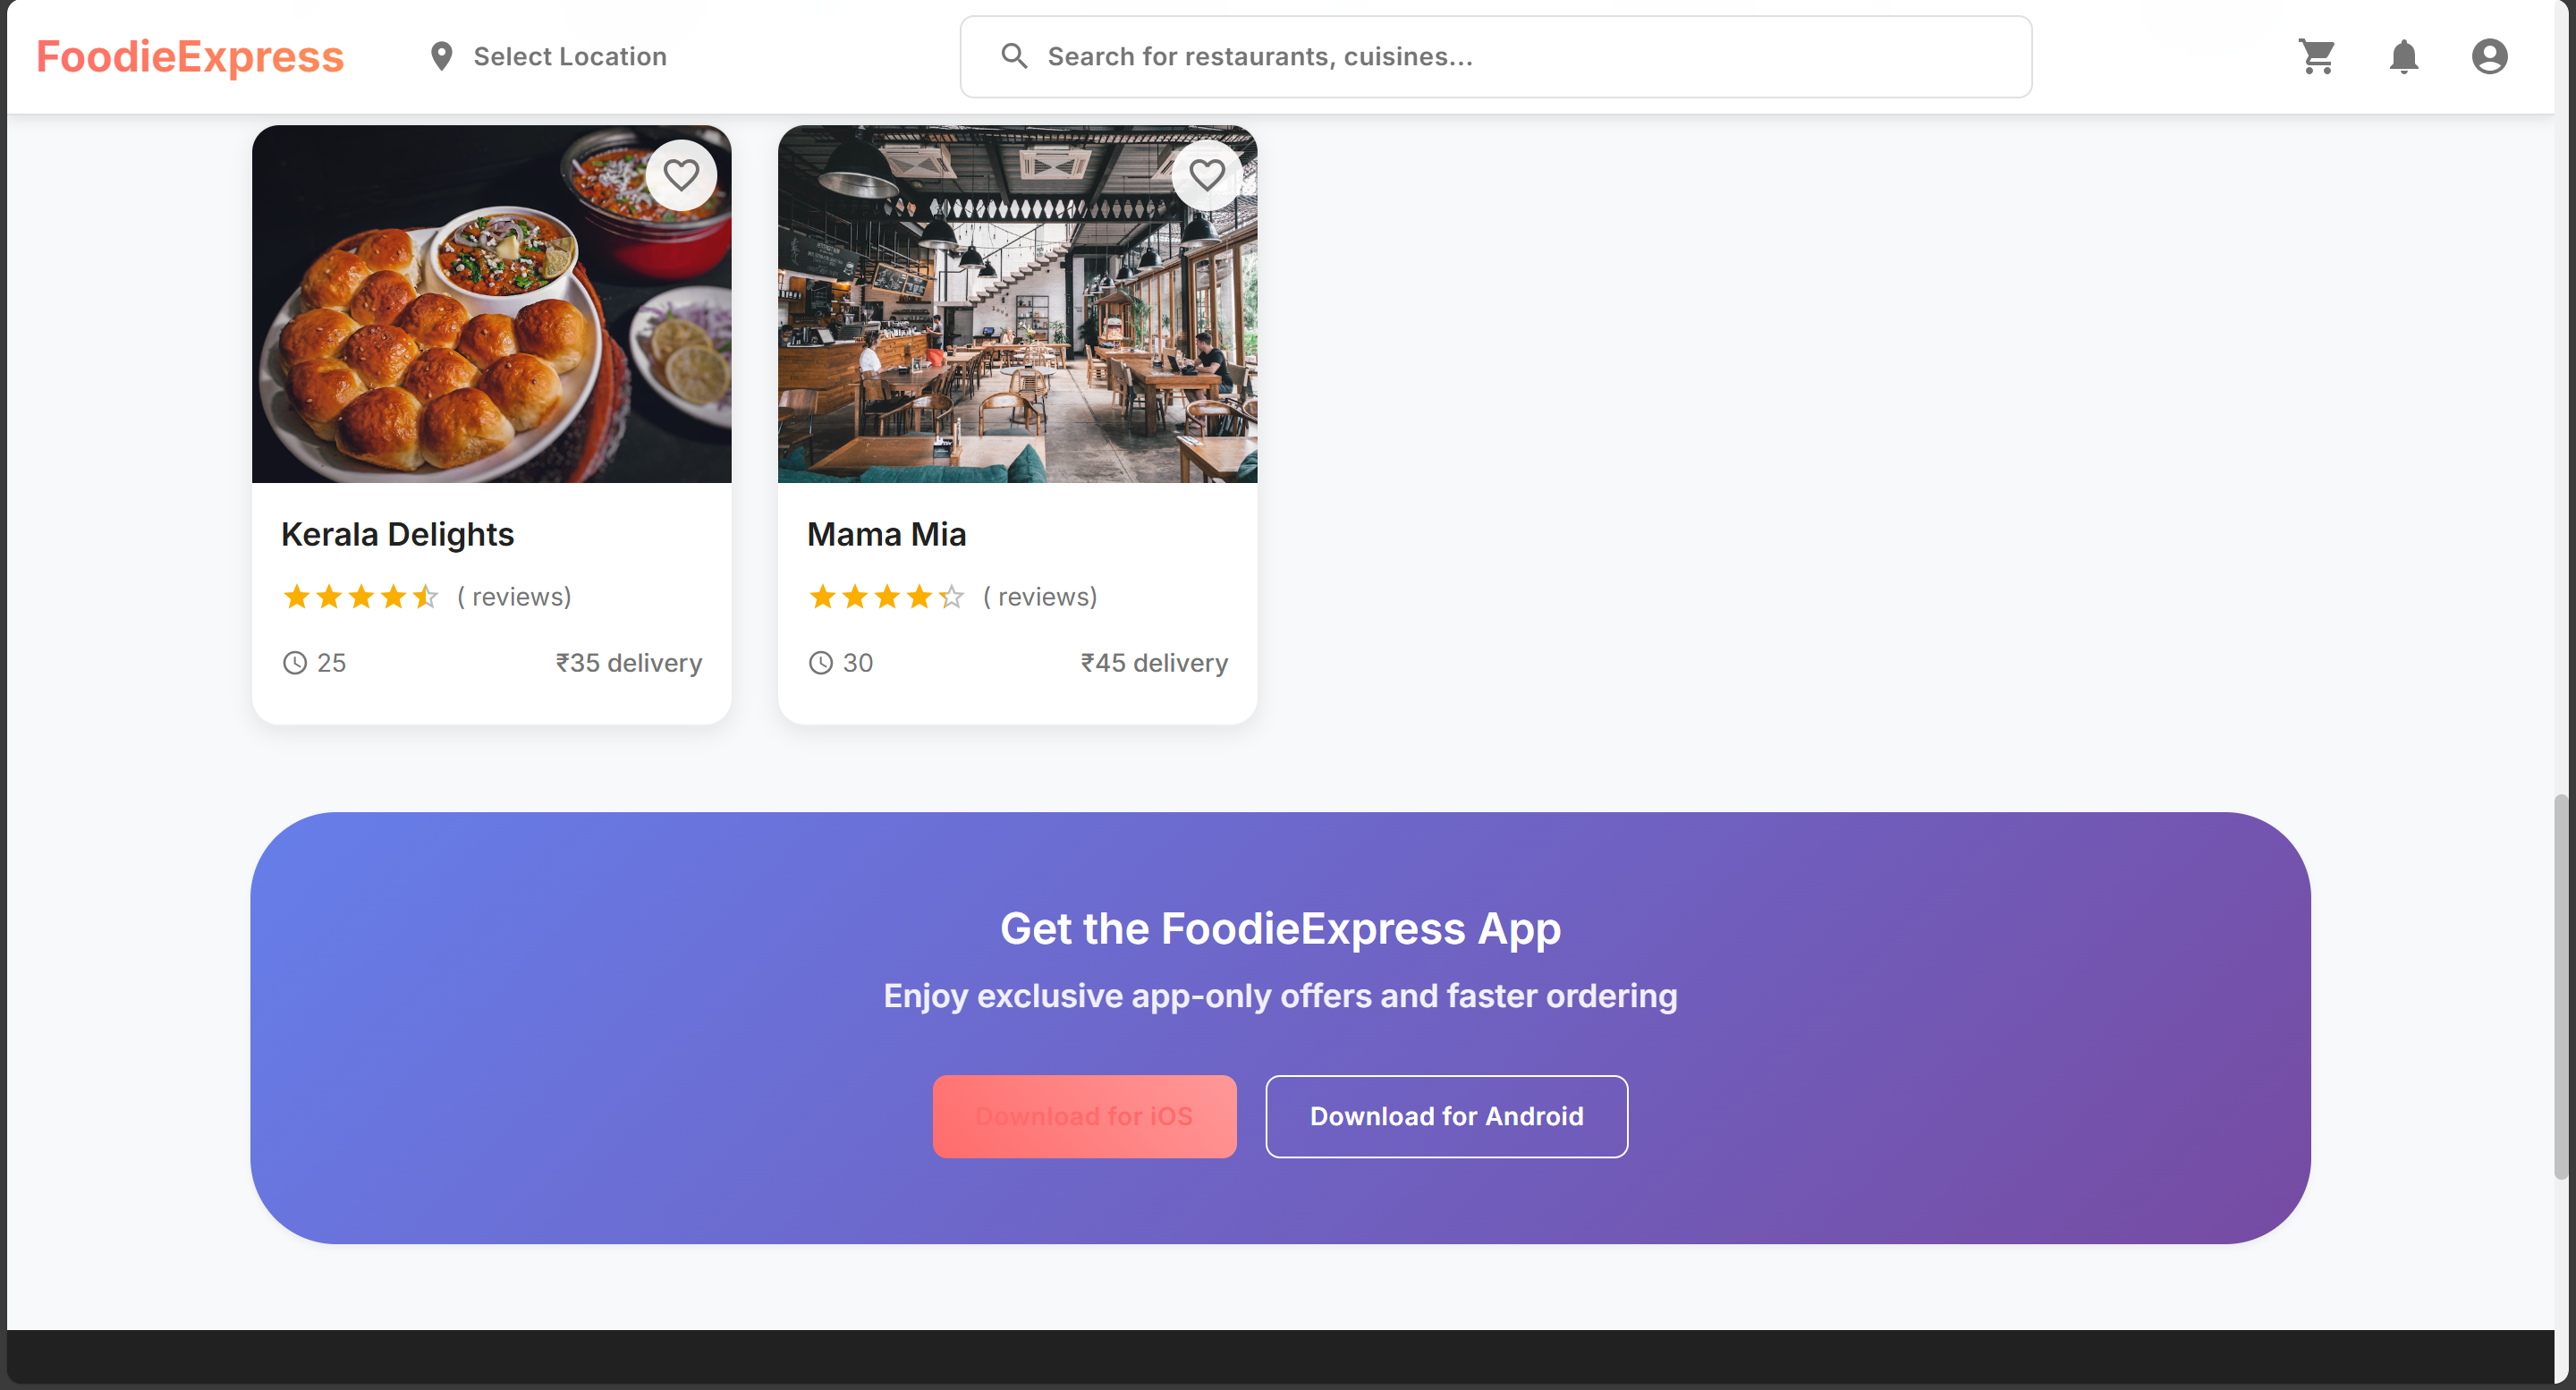 FoodieExpress
Select Location
Search for restaurants, cuisines...
Kerala Delights
( reviews)
25
₹35 delivery
Mama Mia
( reviews)
30
₹45 delivery
Get the FoodieExpress App
Enjoy exclusive app-only offers and faster ordering
Download for iOS
Download for Android